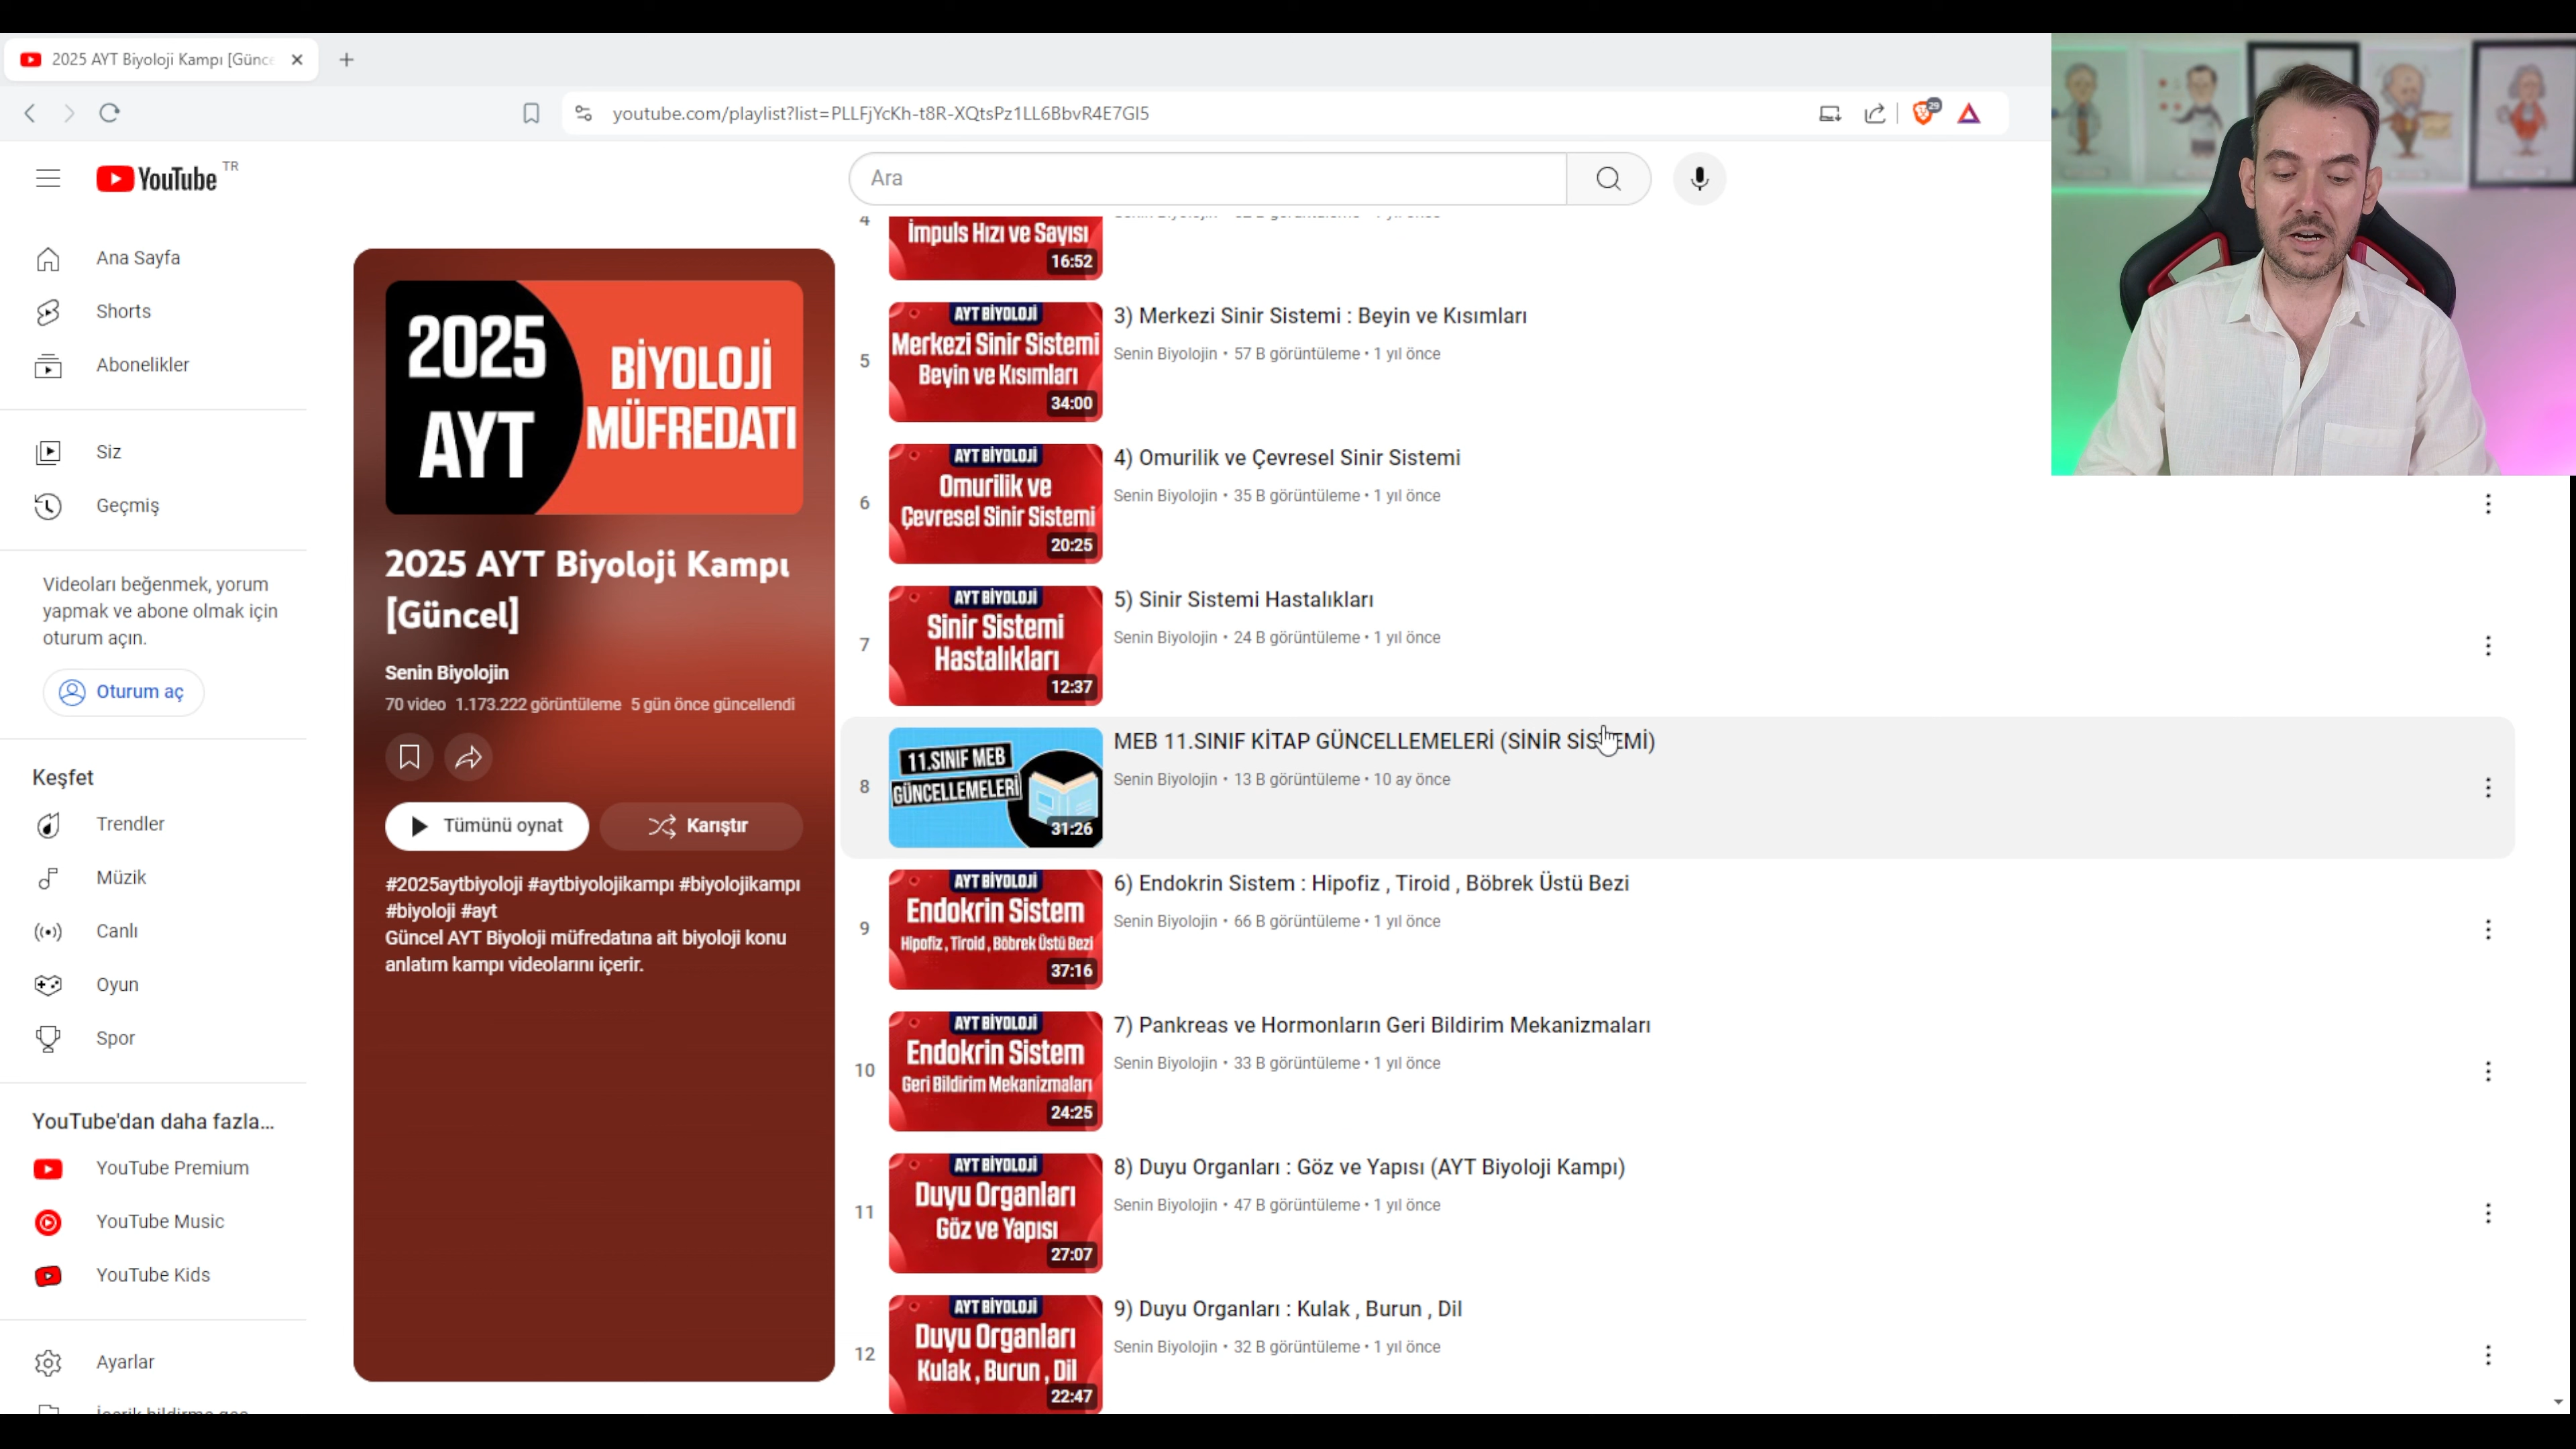 2025 AYT Biyoloji Kampı [Günce
youtube.com/playlist?list=PLLFjYcKh-t8R-XQtsPz1LL6BbvR4E7GI5
29
YouTube TR
Ara
Ana Sayfa
Shorts
Abonelikler
Siz
Geçmiş
Videoları beğenmek, yorum
yapmak ve abone olmak için
oturum açın.
Oturum aç
Keşfet
Trendler
Müzik
Canlı
Oyun
Spor
YouTube'dan daha fazla...
YouTube Premium
YouTube Music
YouTube Kids
Ayarlar
2025
AYT
BİYOLOJİ
MÜFREDATI
2025 AYT Biyoloji Kampı
[Güncel]
Senin Biyolojin
70 video 1.173.222 görüntüleme 5 gün önce güncellendi
Tümünü oynat
Karıştır
#2025aytbiyoloji #aytbiyolojikampı #biyolojikampı
#biyoloji #ayt
Güncel AYT Biyoloji müfredatına ait biyoloji konu
anlatım kampı videolarını içerir.
4
İmpuls Hızı ve Sayısı
16:52
5
AYT BİYOLOJİ
Merkezi Sinir Sistemi
Beyin ve Kısımları
34:00
3) Merkezi Sinir Sistemi : Beyin ve Kısımları
Senin Biyolojin • 57 B görüntüleme • 1 yıl önce
6
AYT BİYOLOJİ
Omurilik ve
Çevresel Sinir Sistemi
20:25
4) Omurilik ve Çevresel Sinir Sistemi
Senin Biyolojin • 35 B görüntüleme • 1 yıl önce
7
AYT BİYOLOJİ
Sinir Sistemi
Hastalıkları
12:37
5) Sinir Sistemi Hastalıkları
Senin Biyolojin • 24 B görüntüleme • 1 yıl önce
8
11.SINIF MEB
GÜNCELLEMELERİ
31:26
MEB 11.SINIF KİTAP GÜNCELLEMELERİ (SİNİR SİSTEMİ)
Senin Biyolojin • 13 B görüntüleme • 10 ay önce
9
AYT BİYOLOJİ
Endokrin Sistem
Hipofiz , Tiroid , Böbrek Üstü Bezi
37:16
6) Endokrin Sistem : Hipofiz , Tiroid , Böbrek Üstü Bezi
Senin Biyolojin • 66 B görüntüleme • 1 yıl önce
10
AYT BİYOLOJİ
Endokrin Sistem
Geri Bildirim Mekanizmaları
24:25
7) Pankreas ve Hormonların Geri Bildirim Mekanizmaları
Senin Biyolojin • 33 B görüntüleme • 1 yıl önce
11
AYT BİYOLOJİ
Duyu Organları
Göz ve Yapısı
27:07
8) Duyu Organları : Göz ve Yapısı (AYT Biyoloji Kampı)
Senin Biyolojin • 47 B görüntüleme • 1 yıl önce
12
AYT BİYOLOJİ
Duyu Organları
Kulak , Burun , Dil
22:47
9) Duyu Organları : Kulak , Burun , Dil
Senin Biyolojin • 32 B görüntüleme • 1 yıl önce